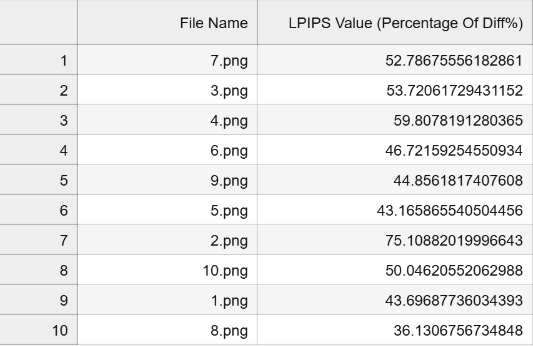 File Name LPIPS Value (Percentage Of Diff%)
1 7.png 52.78675556182861
2 3.png 53.72061729431152
3 4.png 59.8078191280365
4 6.png 46.72159254550934
5 9.png 44.8561817407608
6 5.png 43.165865540504456
7 2.png 75.10882019996643
8 10.png 50.04620552062988
9 1.png 43.69687736034393
10 8.png 36.1306756734848